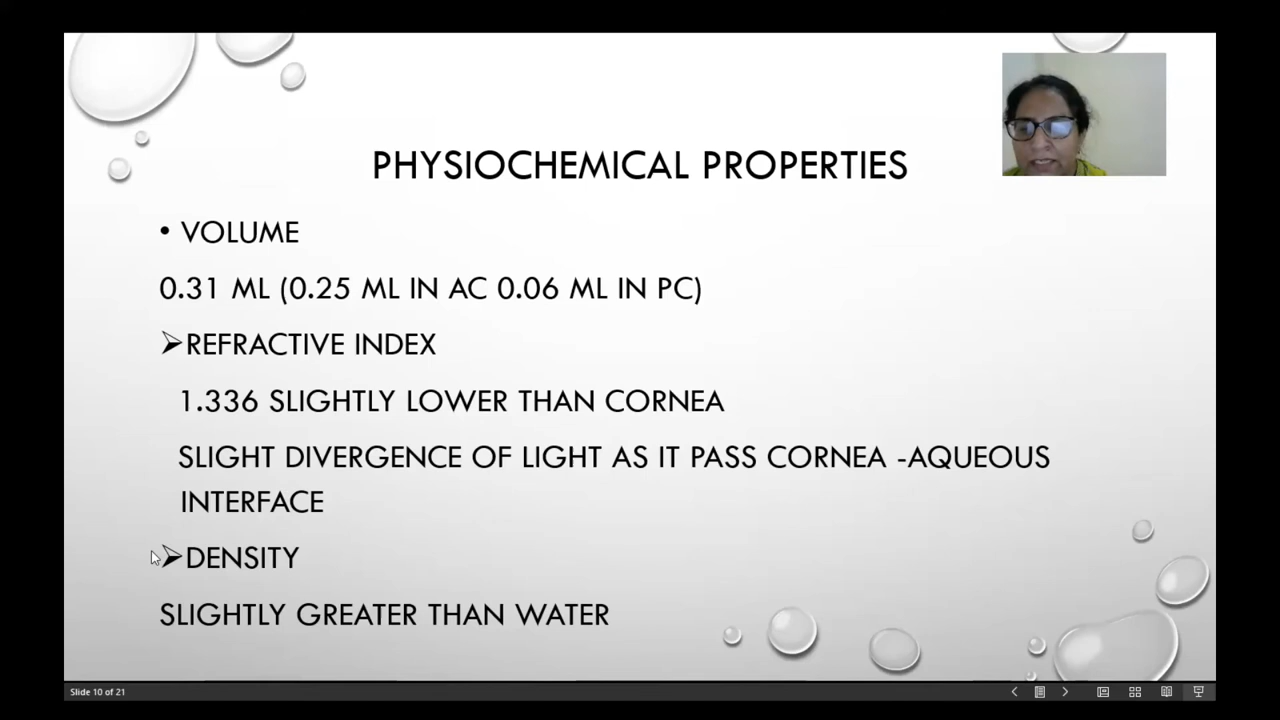 PHYSIOCHEMICAL PROPERTIES
• VOLUME
0.31 ML (0.25 ML IN AC 0.06 ML IN PC)
➢REFRACTIVE INDEX
1.336 SLIGHTLY LOWER THAN CORNEA
SLIGHT DIVERGENCE OF LIGHT AS IT PASS CORNEA -AQUEOUS
INTERFACE
➢DENSITY
SLIGHTLY GREATER THAN WATER
Slide 10 of 21